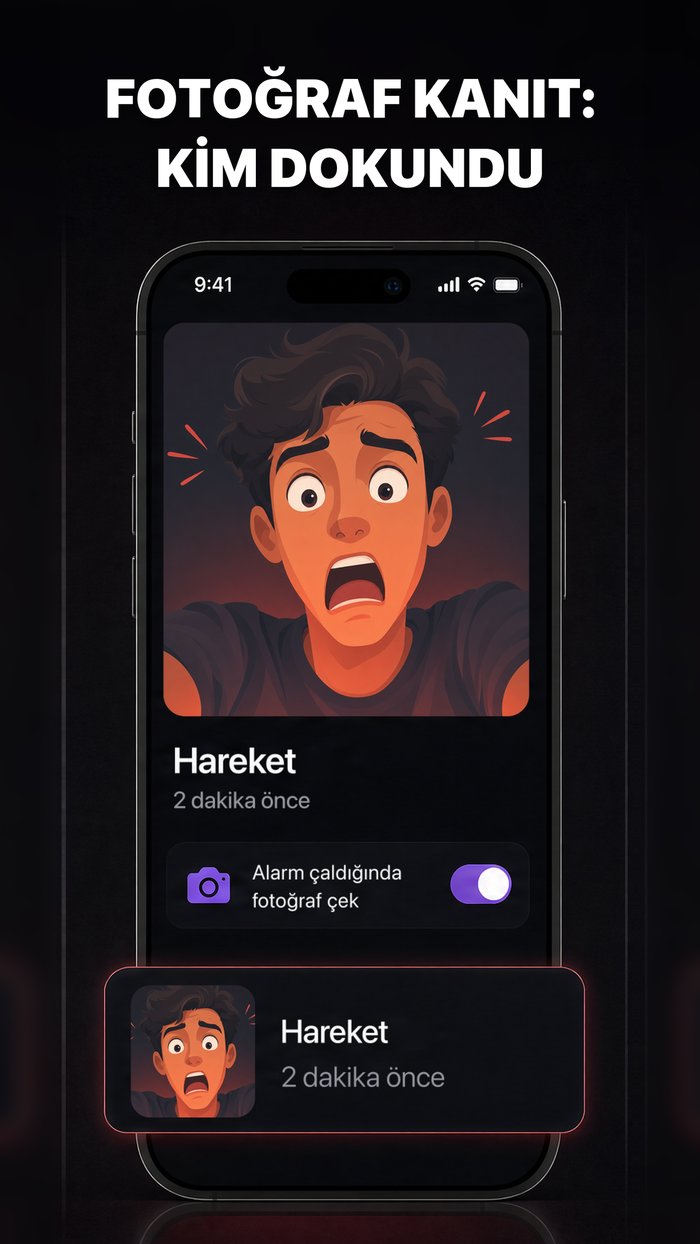 FOTOĞRAF KANIT:
KİM DOKUNDU
9:41
Hareket
2 dakika önce
Alarm çaldığında
fotoğraf çek
Hareket
2 dakika önce